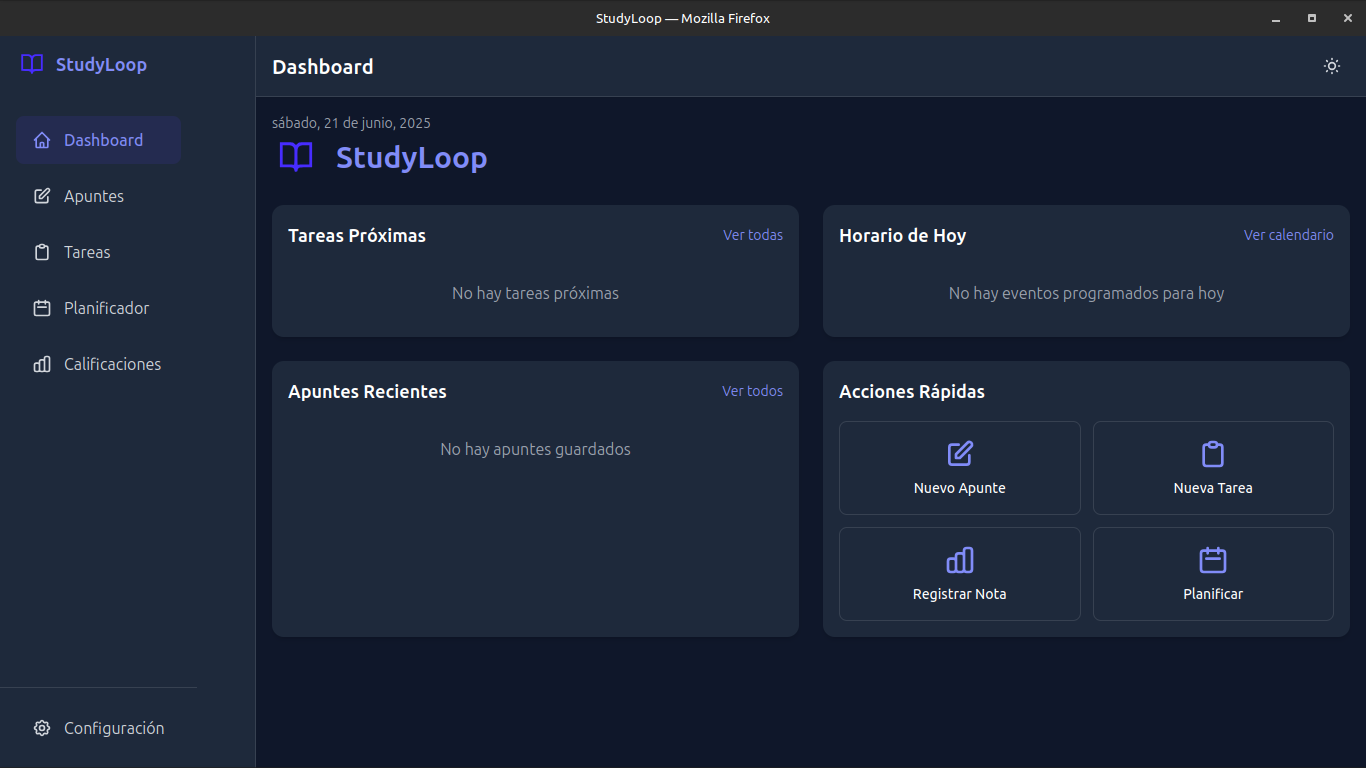 StudyLoop — Mozilla Firefox
StudyLoop
Dashboard
Apuntes
Tareas
Planificador
Calificaciones
Configuración
Dashboard
sábado, 21 de junio, 2025
StudyLoop
Tareas Próximas
Ver todas
No hay tareas próximas
Horario de Hoy
Ver calendario
No hay eventos programados para hoy
Apuntes Recientes
Ver todos
No hay apuntes guardados
Acciones Rápidas
Nuevo Apunte
Nueva Tarea
Registrar Nota
Planificar